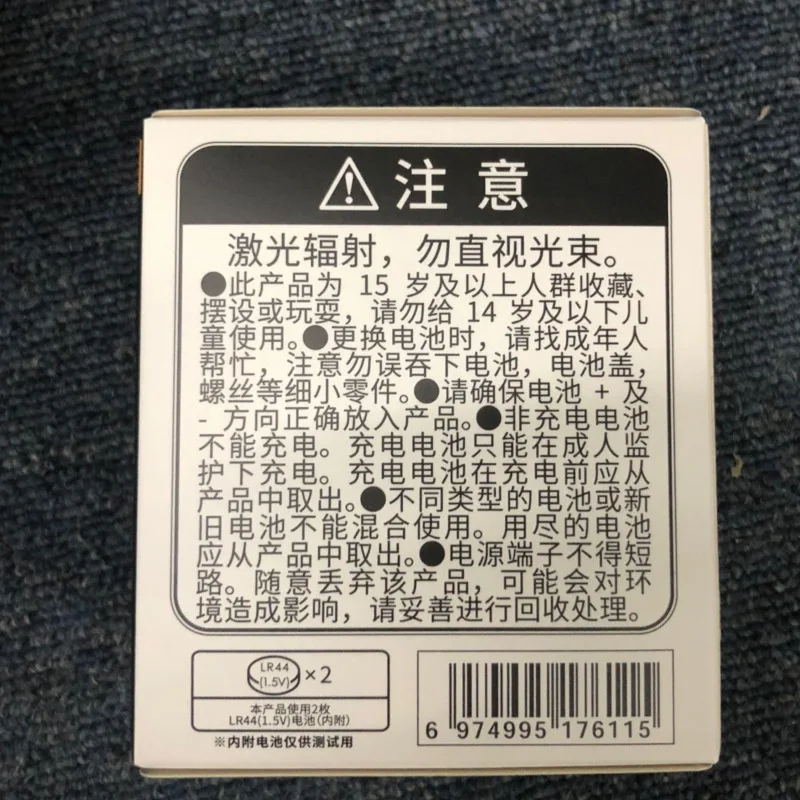 注意
激光辐射，勿直视光束。
●此产品为 15 岁及以上人群收藏、
摆设或玩耍，请勿给 14 岁及以下儿
童使用。●更换电池时，请找成年人
帮忙，注意勿误吞下电池，电池盖，
螺丝等细小零件。●请确保电池 + 及
- 方向正确放入产品。●非充电电池
不能充电。充电电池只能在成人监
护下充电。充电电池在充电前应从
产品中取出。●不同类型的电池或新
旧电池不能混合使用。用尽的电池
应从产品中取出。●电源端子不得短
路。随意丢弃该产品，可能会对环
境造成影响，请妥善进行回收处理。
LR44
(1.5V)
×2
本产品使用2枚
LR44(1.5V)电池(内附)
※内附电池仅供测试用
6 974995 176115